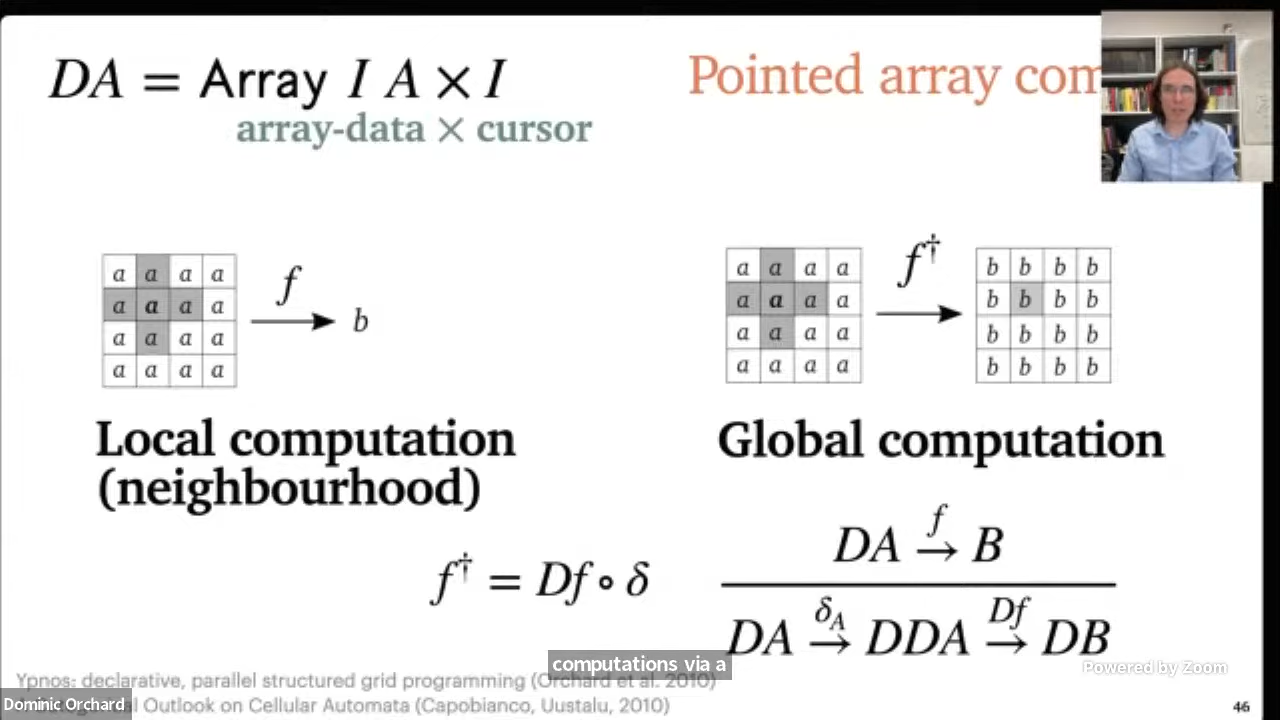 DA = Array I A × I
array-data × cursor
Pointed array com
a a a a
a a a a
a a a a
a a a a
f
b
Local computation
(neighbourhood)
a a a a
a a a a
a a a a
a a a a
f†
b b b b
b b b b
b b b b
b b b b
Global computation
f† = Df ∘ δ
DA →f B
DA →δA DDA →Df DB
computations via a
Powered by Zoom
Ypnos: declarative, parallel structured grid programming (Orchard et al. 2010)
Dominic Orchard
Outlook on Cellular Automata (Capobianco, Uustalu, 2010)
46